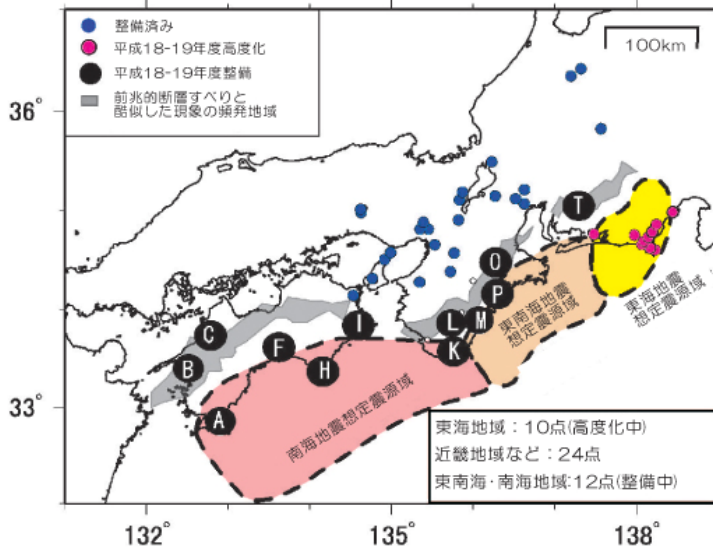 整備済み
平成18-19年度高度化
平成18-19年度整備
前兆的断層すべりと
酷似した現象の頻発地域
100km
36°
33°
132°
135°
138°
T
O
P
L
M
K
I
C
F
B
H
A
東海地震
想定震源域
東南海地震
想定震源域
南海地震想定震源域
東海地域：10点(高度化中)
近畿地域など：24点
東南海・南海地域:12点(整備中)